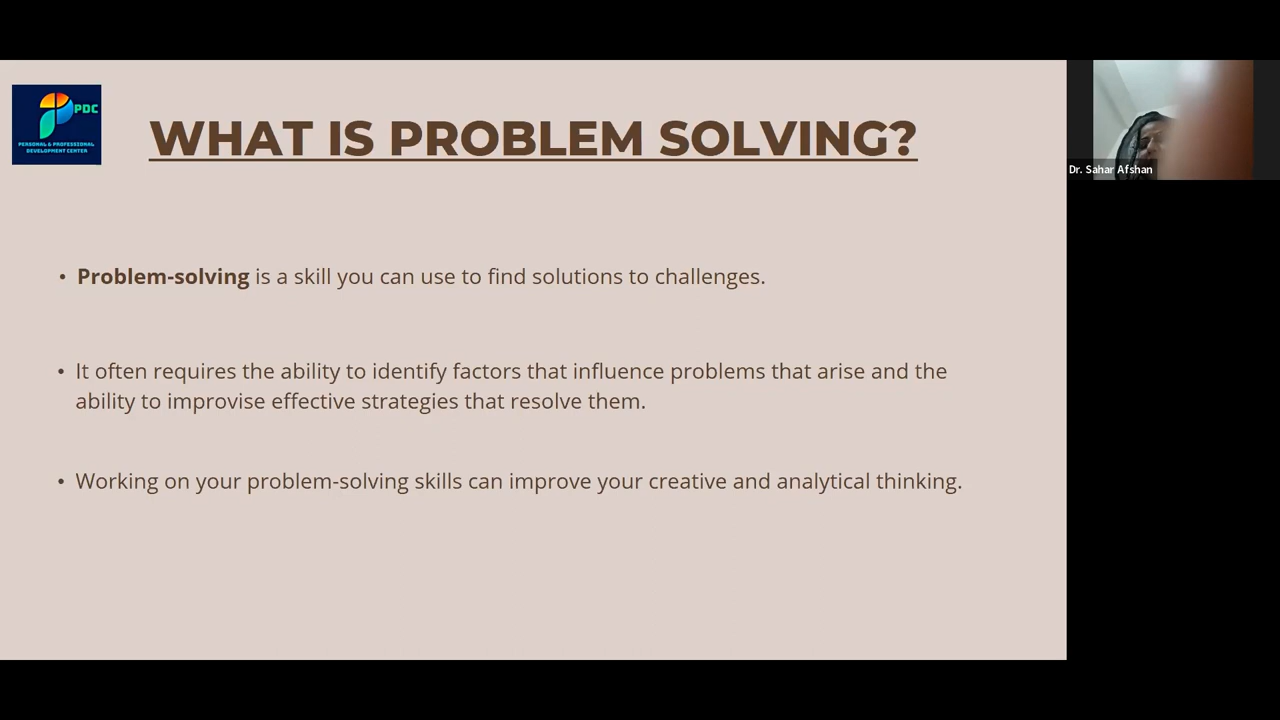 PDC
PERSONAL & PROFESSIONAL
DEVELOPMENT CENTER
WHAT IS PROBLEM SOLVING?
• Problem-solving is a skill you can use to find solutions to challenges.
• It often requires the ability to identify factors that influence problems that arise and the
ability to improvise effective strategies that resolve them.
• Working on your problem-solving skills can improve your creative and analytical thinking.
Dr. Sahar Afshan